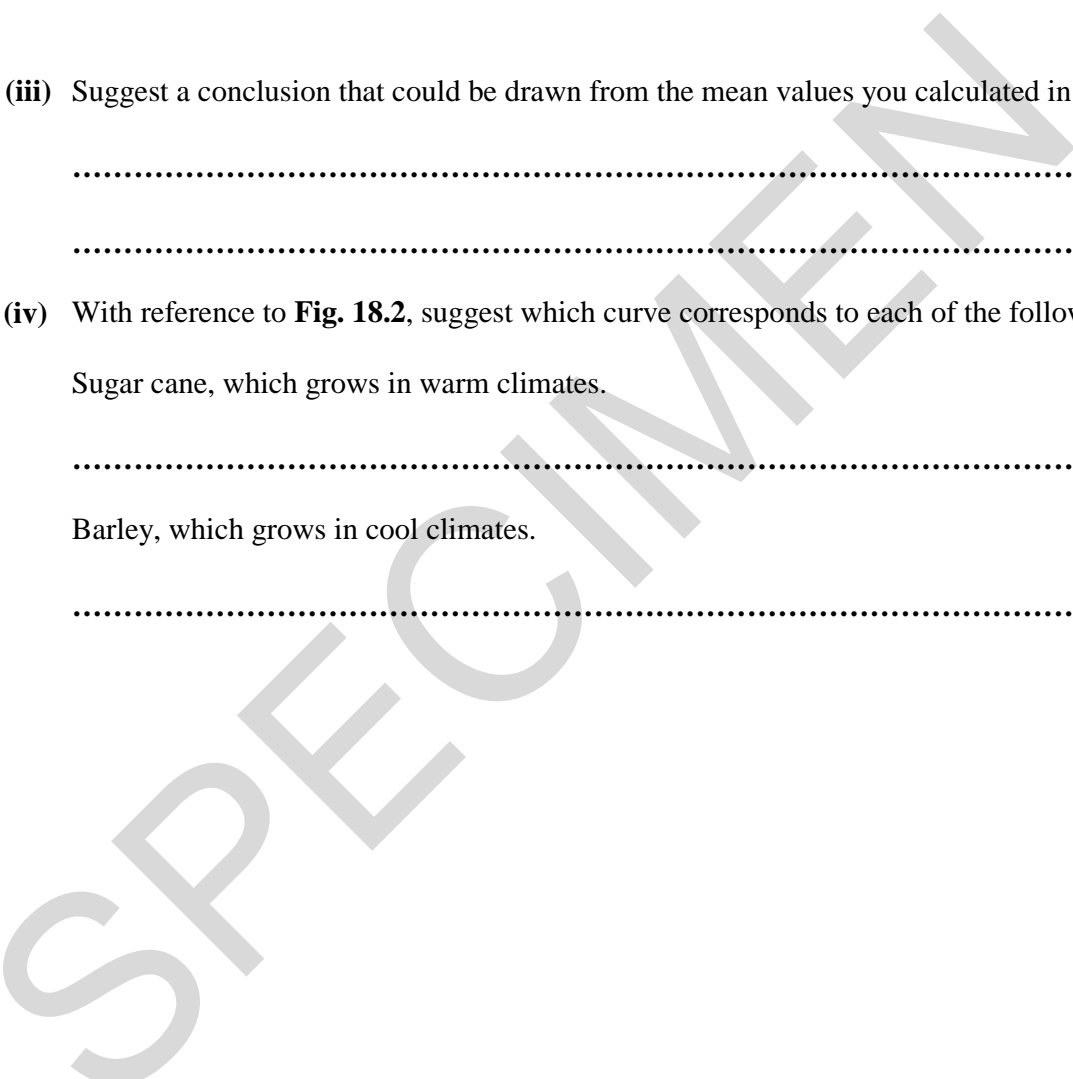 (iii) Suggest a conclusion that could be drawn from the mean values you calculated in
................................................................................................
................................................................................................
(iv) With reference to Fig. 18.2, suggest which curve corresponds to each of the
Sugar cane, which grows in warm climates.
................................................................................................
Barley, which grows in cool climates.
................................................................................................
SPECIMEN